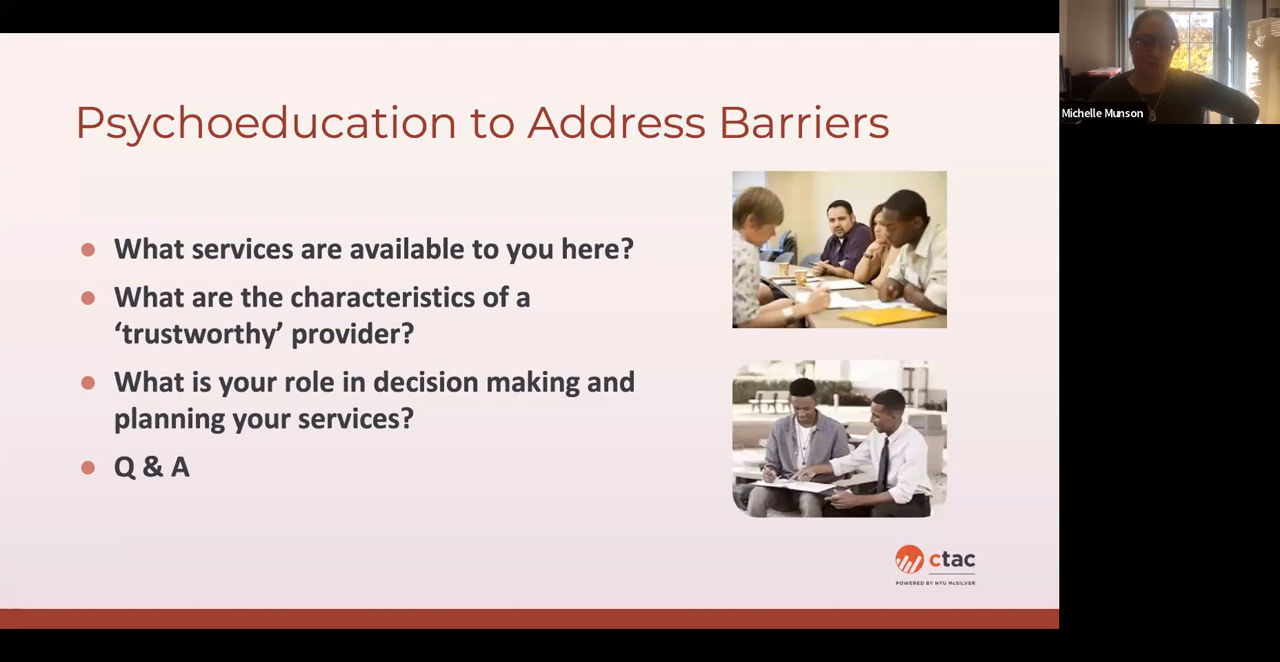 Psychoeducation to Address Barriers
What services are available to you here?
What are the characteristics of a
‘trustworthy’ provider?
What is your role in decision making and
planning your services?
Q & A
ctac
POWERED BY NYU McSILVER
Michelle Munson